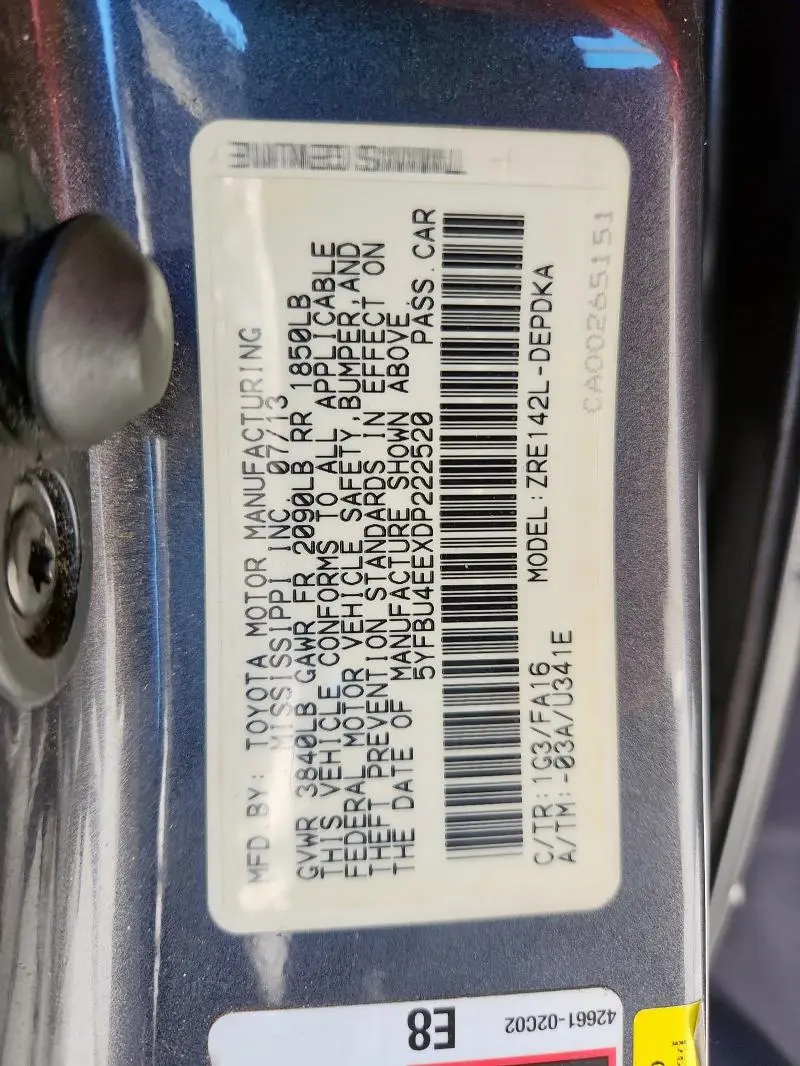 MFD BY: TOYOTA MOTOR MANUFACTURING
MISSISSIPPI INC. 07/13
GVWR 3840LB GAWR FR 2090LB RR 1850LB
THIS VEHICLE CONFORMS TO ALL APPLICABLE
FEDERAL MOTOR VEHICLE SAFETY, BUMPER, AND
THEFT PREVENTION STANDARDS IN EFFECT ON
THE DATE OF MANUFACTURE SHOWN ABOVE.
5YFBU4EEXDP222520 PASS. CAR
C/TR: 1G3/FA16 MODEL: ZRE142L-DEPDKA
A/TM: -03A/U341E
CA00265151
E8
42661-02C02